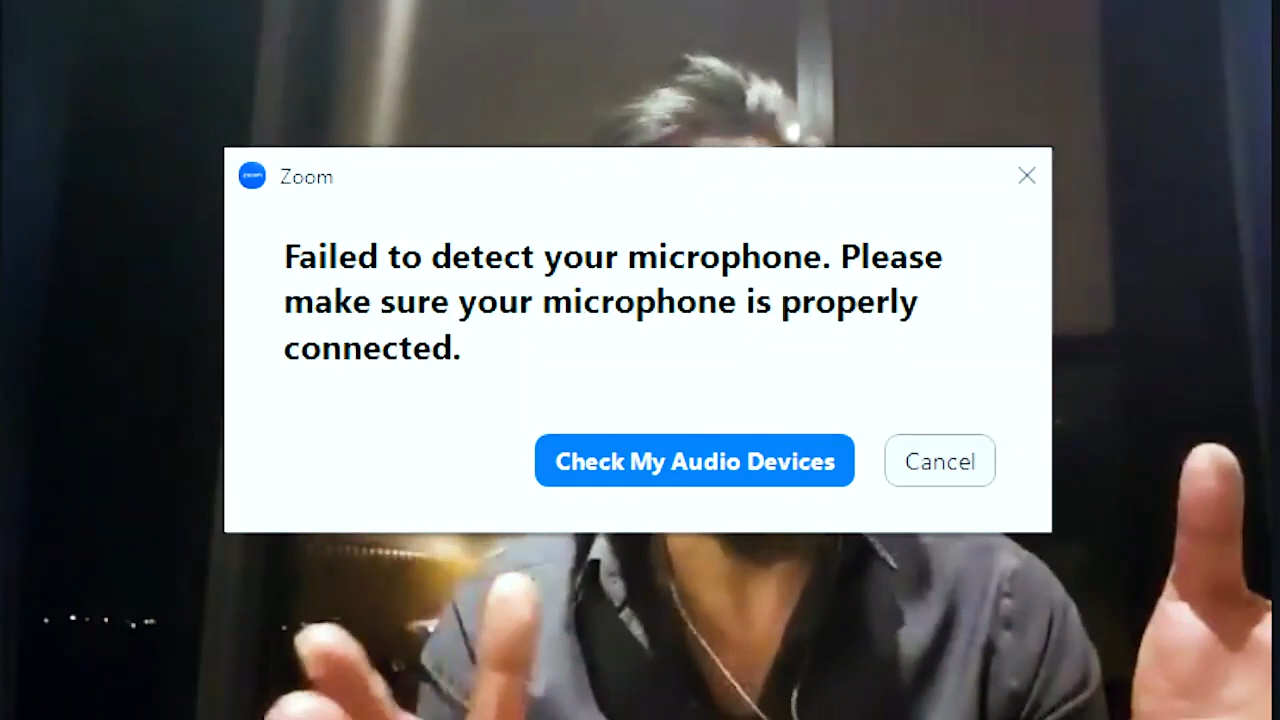 zoom
Zoom
Failed to detect your microphone. Please
make sure your microphone is properly
connected.
Check My Audio Devices
Cancel